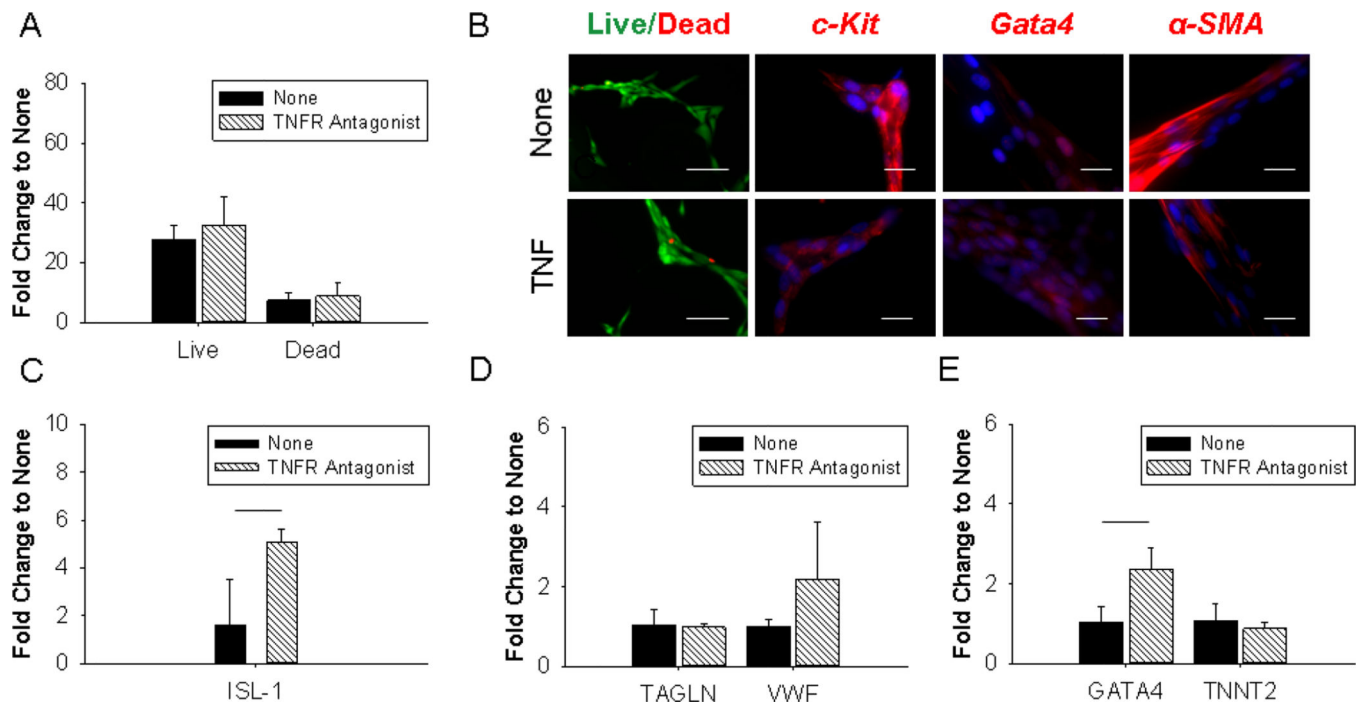 A
Fold Change to None
80
60
40
20
0
None
TNFR Antagonist
Live Dead
B
Live/Dead c-Kit Gata4 α-SMA
None
TNF
C
Fold Change to None
10
8
6
4
2
0
None
TNFR Antagonist
ISL-1
D
Fold Change to None
6
4
2
0
None
TNFR Antagonist
TAGLN VWF
E
Fold Change to None
6
4
2
0
None
TNFR Antagonist
GATA4 TNNT2